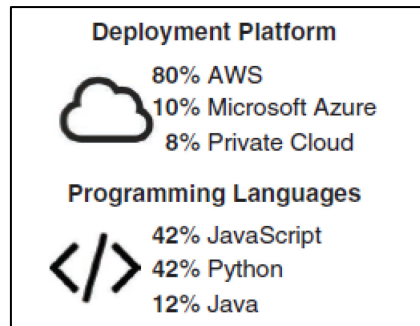 Deployment Platform
80% AWS
10% Microsoft Azure
8% Private Cloud
Programming Languages
42% JavaScript
42% Python
12% Java